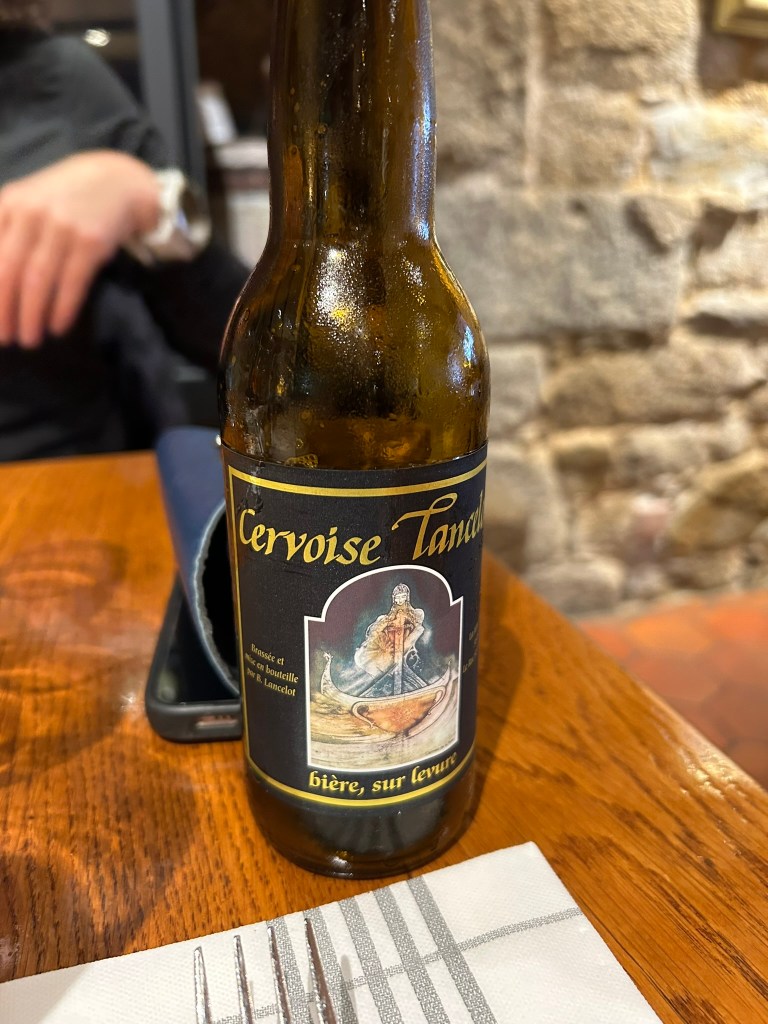 Cervoise Lancel
Brassée et
mise en bouteille
par B. Lancelot
bière, sur levure